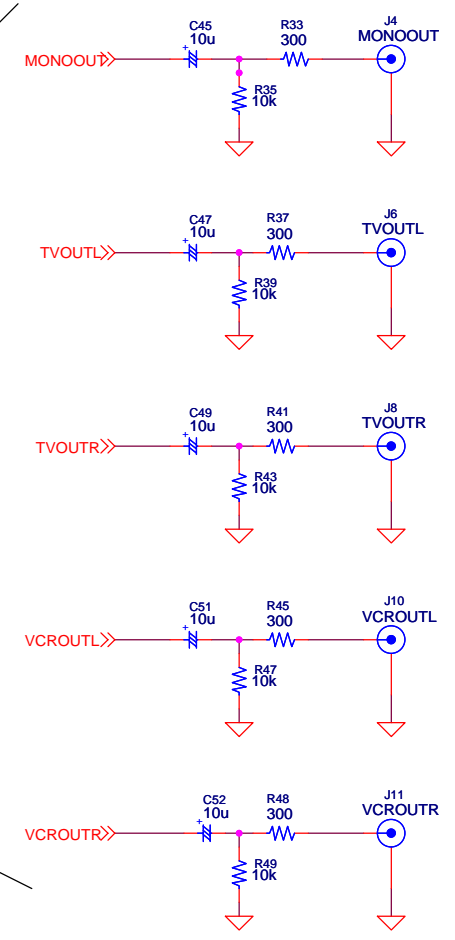 C45
10u
R33
300
J4
MONOOUT
MONOOUT
R35
10k
C47
10u
R37
300
J6
TVOUTL
TVOUTL
R39
10k
C49
10u
R41
300
J8
TVOUTR
TVOUTR
R43
10k
C51
10u
R45
300
J10
VCROUTL
VCROUTL
R47
10k
C52
10u
R48
300
J11
VCROUTR
VCROUTR
R49
10k